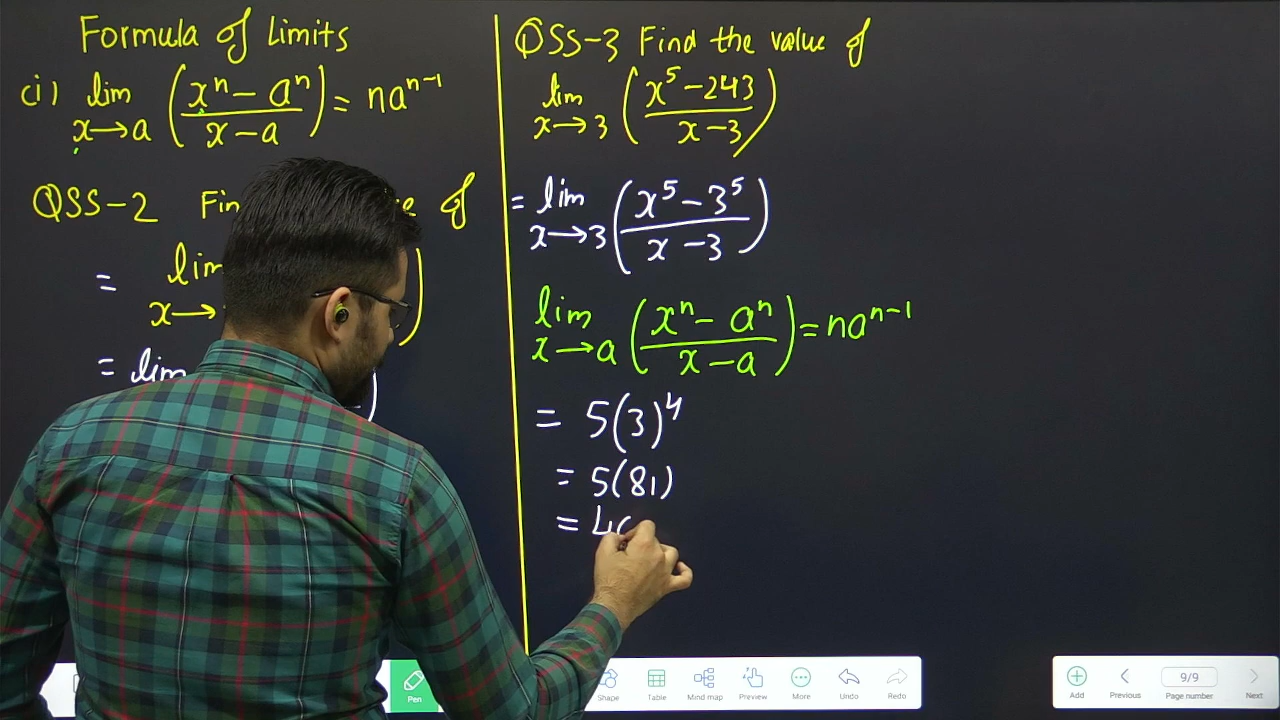 Formula of Limits
(i) lim x→a (xⁿ − aⁿ / x − a) = naⁿ⁻¹
QSS-2 of
= lim
x→
= lim
QSS-3 Find the value of
lim x→3 (x⁵ − 243 / x − 3)
= lim x→3 (x⁵ − 3⁵ / x − 3)
lim x→a (xⁿ − aⁿ / x − a) = naⁿ⁻¹
= 5(3)⁴
= 5(81)
= 4
Pen
Shape
Table
Mind map
Preview
More
Undo
Redo
Add
Previous
9/9
Page number
Next